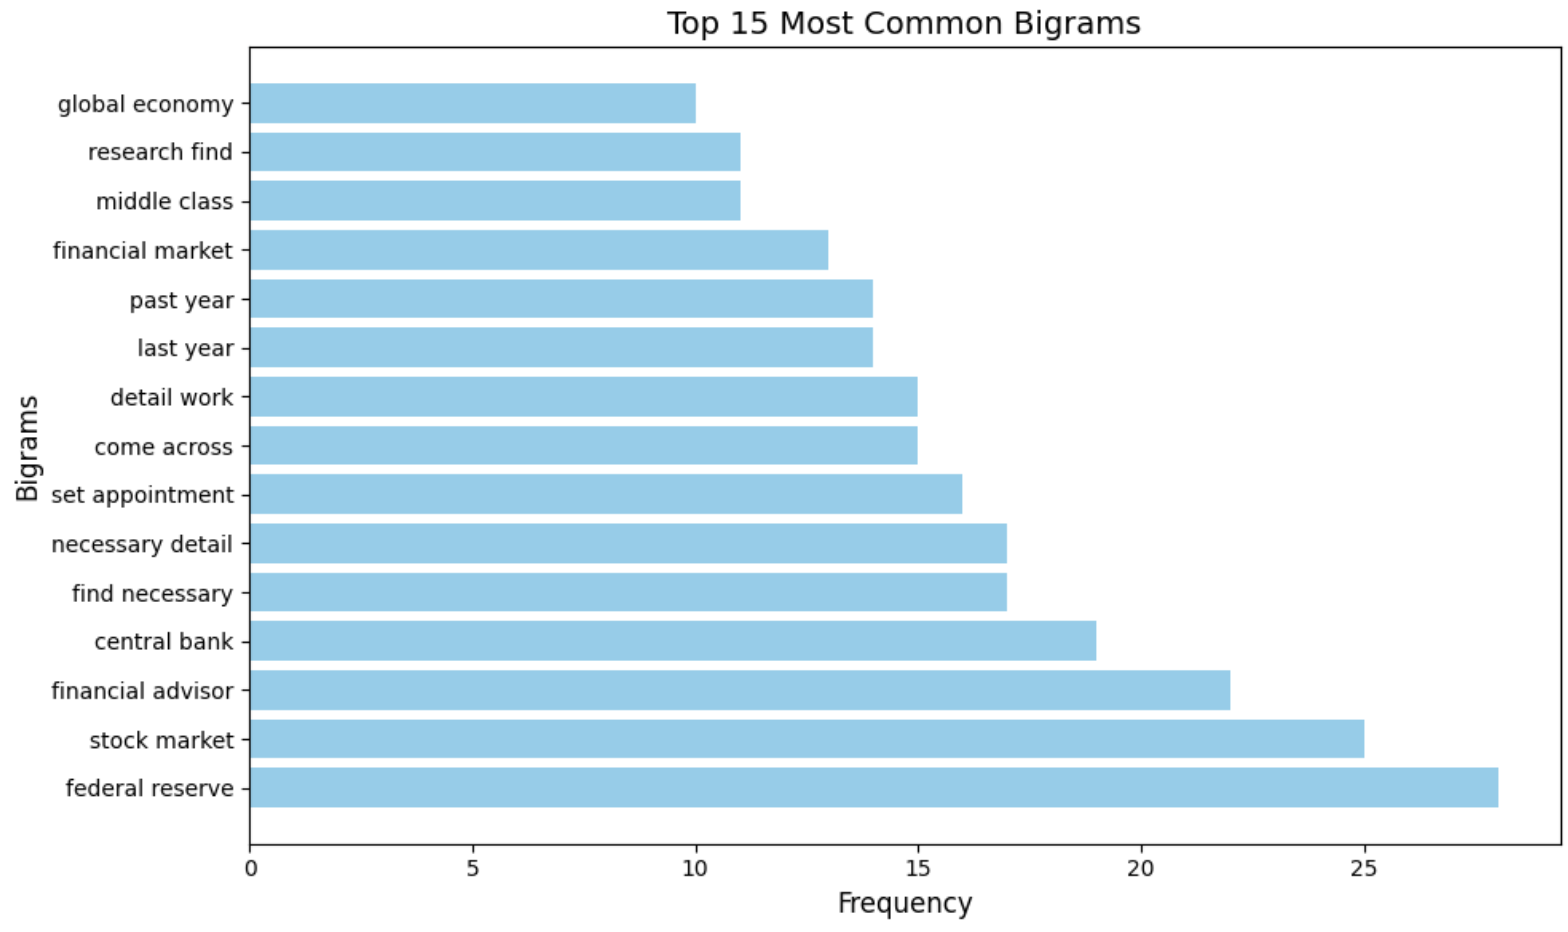 Top 15 Most Common Bigrams
Bigrams
global economy
research find
middle class
financial market
past year
last year
detail work
come across
set appointment
necessary detail
find necessary
central bank
financial advisor
stock market
federal reserve
0 5 10 15 20 25
Frequency